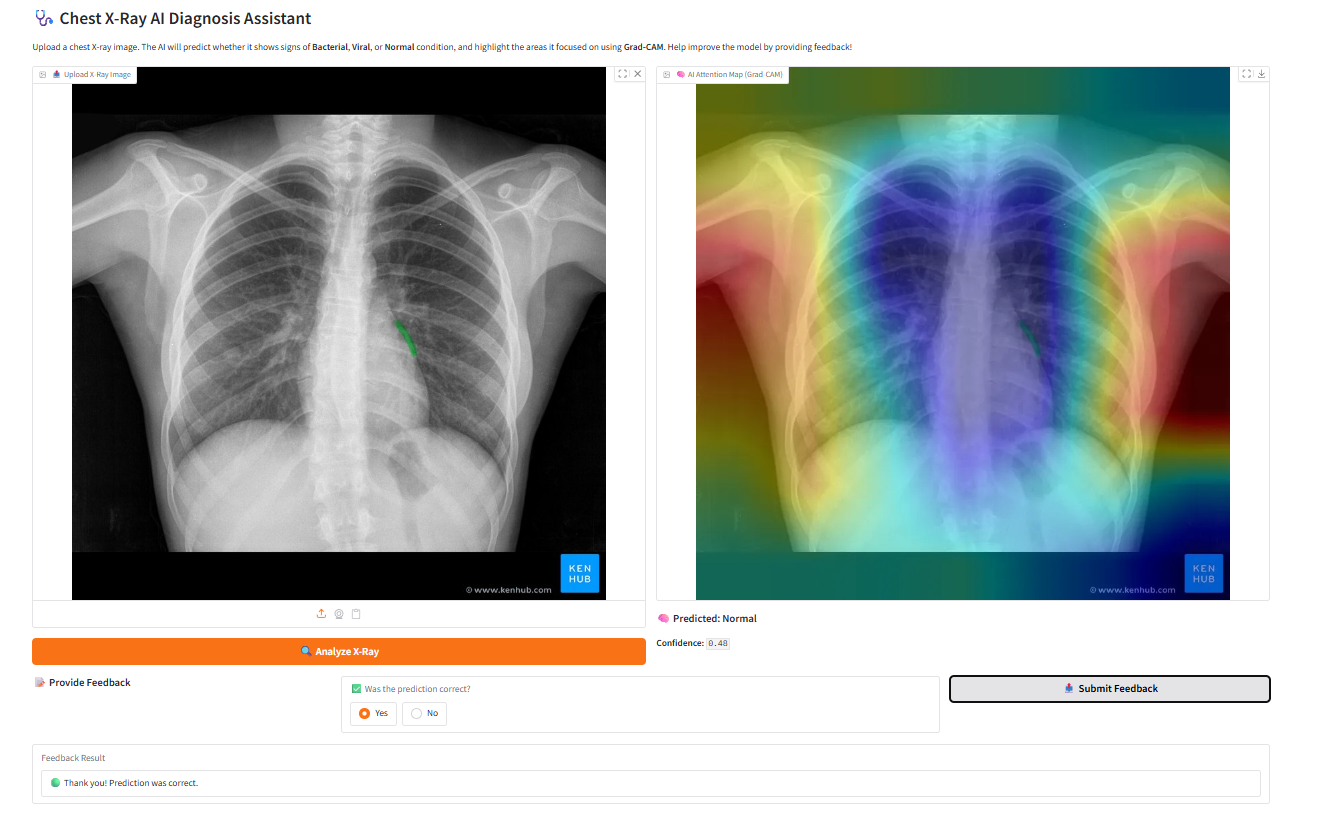 Chest X-Ray AI Diagnosis Assistant
Upload a chest X-ray image. The AI will predict whether it shows signs of Bacterial, Viral, or Normal condition, and highlight the areas it focused on using Grad-CAM. Help improve the model by providing feedback!
Upload X Ray Image
AI Attention Map (Grad CAM)
KEN
HUB
© www.kenhub.com
KEN
HUB
© www.kenhub.com
Predicted: Normal
Confidence: 0.48
Analyze X-Ray
Provide Feedback
Was the prediction correct?
Yes
No
Submit Feedback
Feedback Result
Thank you! Prediction was correct.